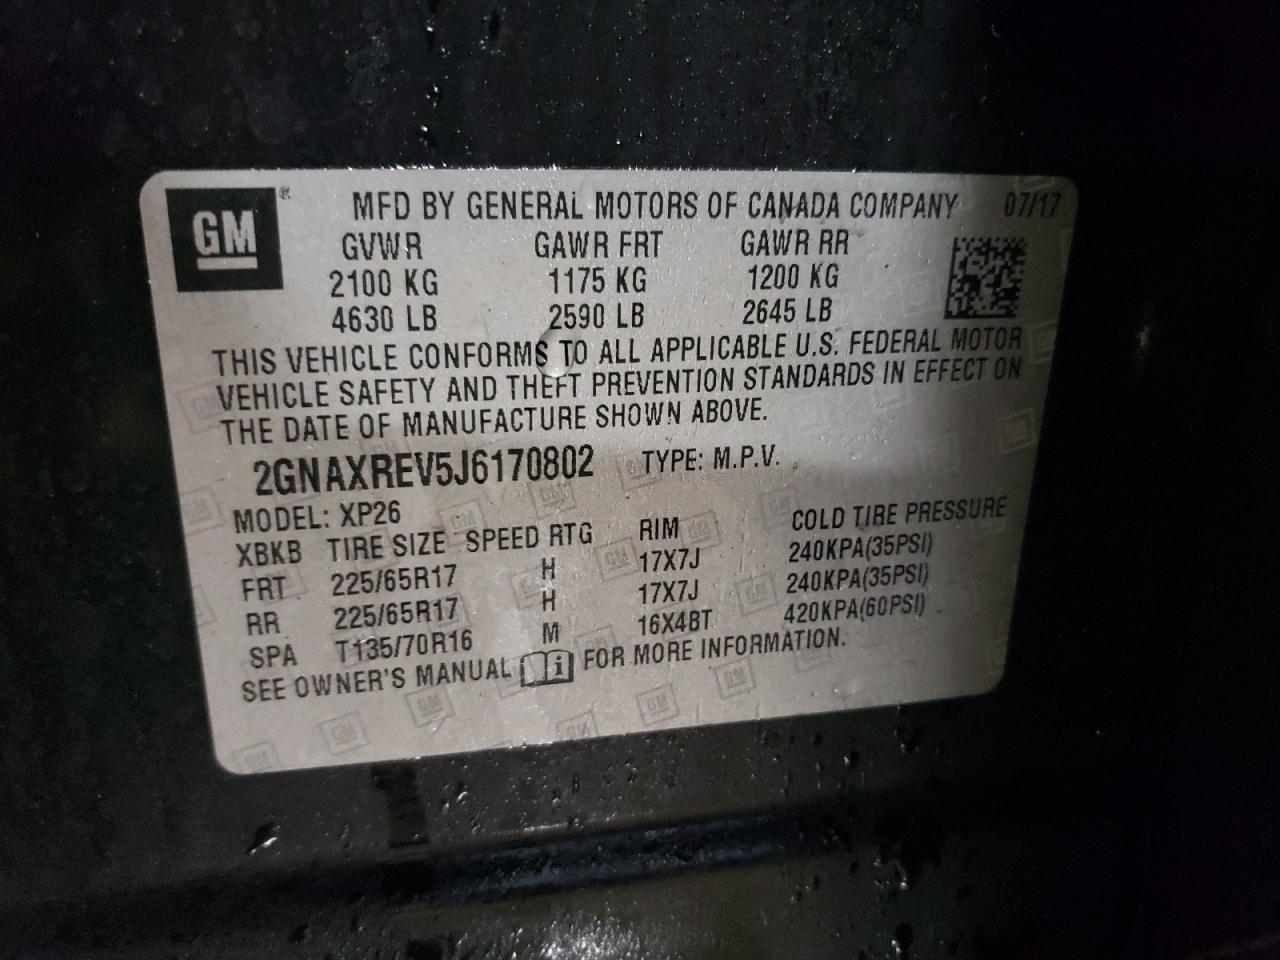 GM ® MFD BY GENERAL MOTORS OF CANADA COMPANY 07/17
GVWR GAWR FRT GAWR RR
2100 KG 1175 KG 1200 KG
4630 LB 2590 LB 2645 LB
THIS VEHICLE CONFORMS TO ALL APPLICABLE U.S. FEDERAL MOTOR
VEHICLE SAFETY AND THEFT PREVENTION STANDARDS IN EFFECT ON
THE DATE OF MANUFACTURE SHOWN ABOVE.
2GNAXREV5J6170802 TYPE: M.P.V.
MODEL: XP26
XBKB TIRE SIZE SPEED RTG RIM COLD TIRE PRESSURE
FRT 225/65R17 H 17X7J 240KPA(35PSI)
RR 225/65R17 H 17X7J 240KPA(35PSI)
SPA T135/70R16 M 16X4BT 420KPA(60PSI)
SEE OWNER'S MANUAL i FOR MORE INFORMATION.